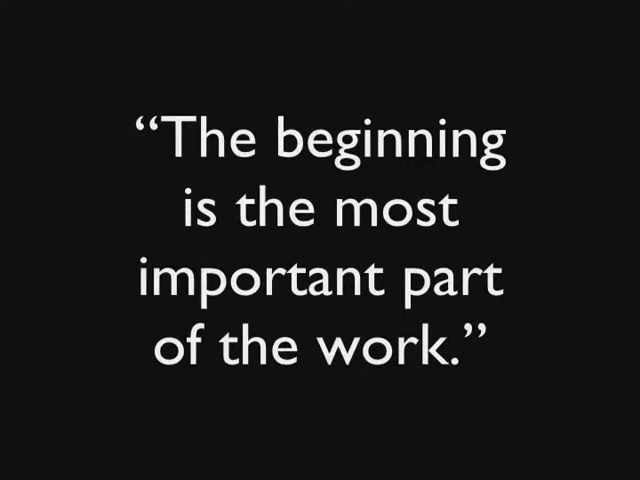 “The beginning
is the most
important part
of the work.”